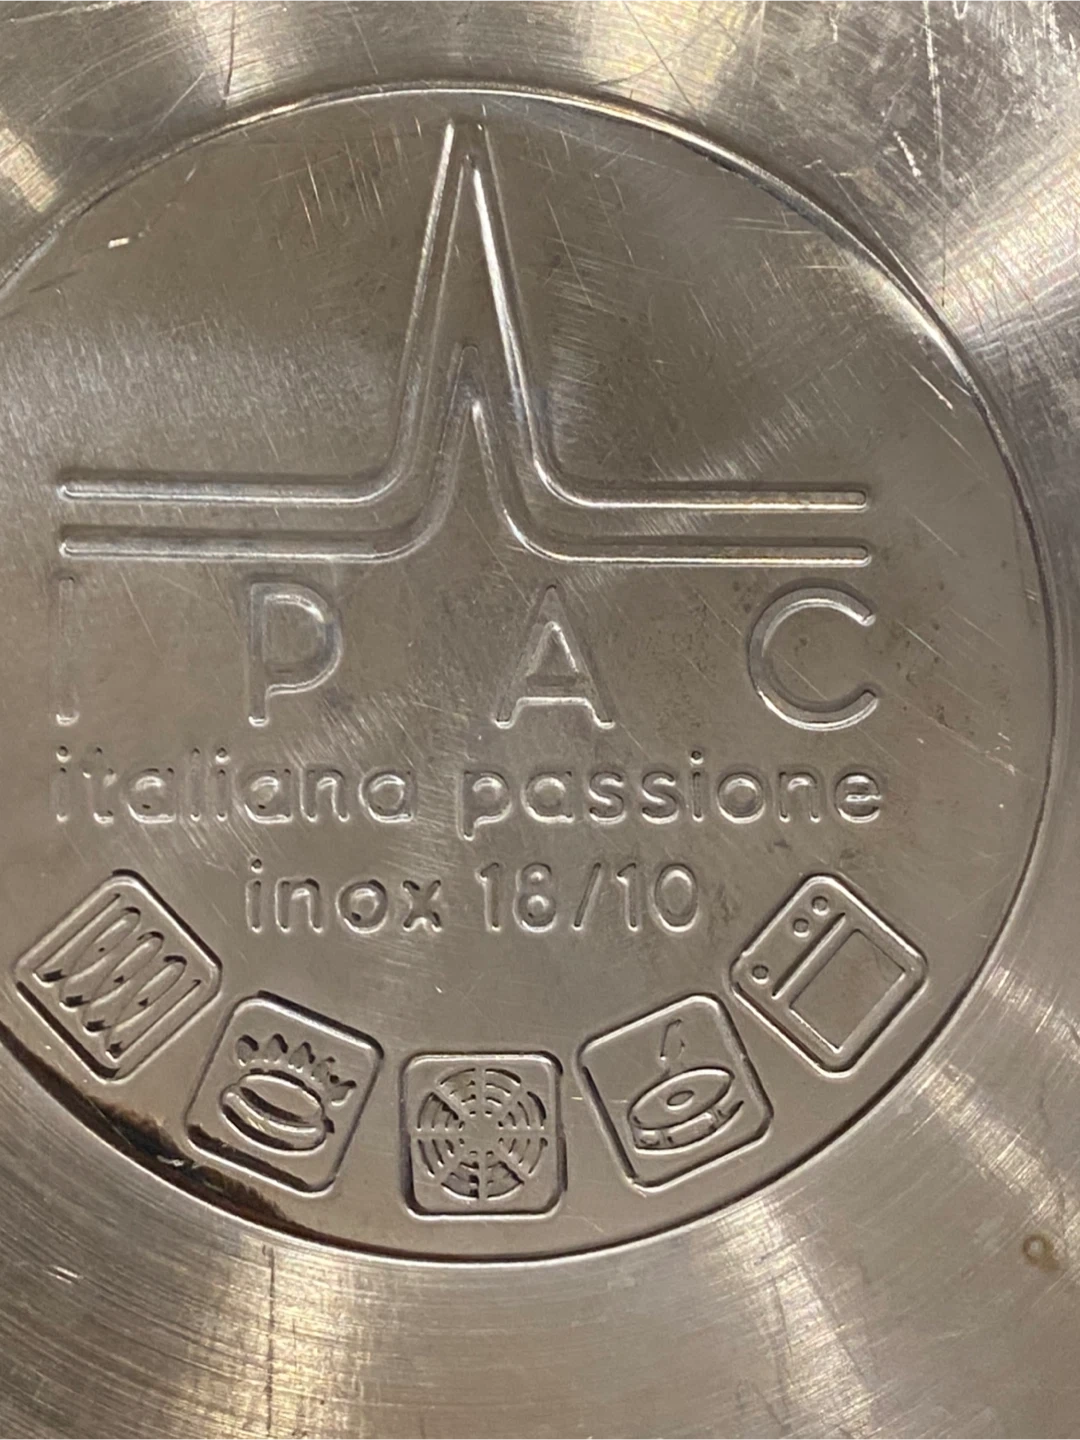 IPAC
italiana passione
inox 18/10